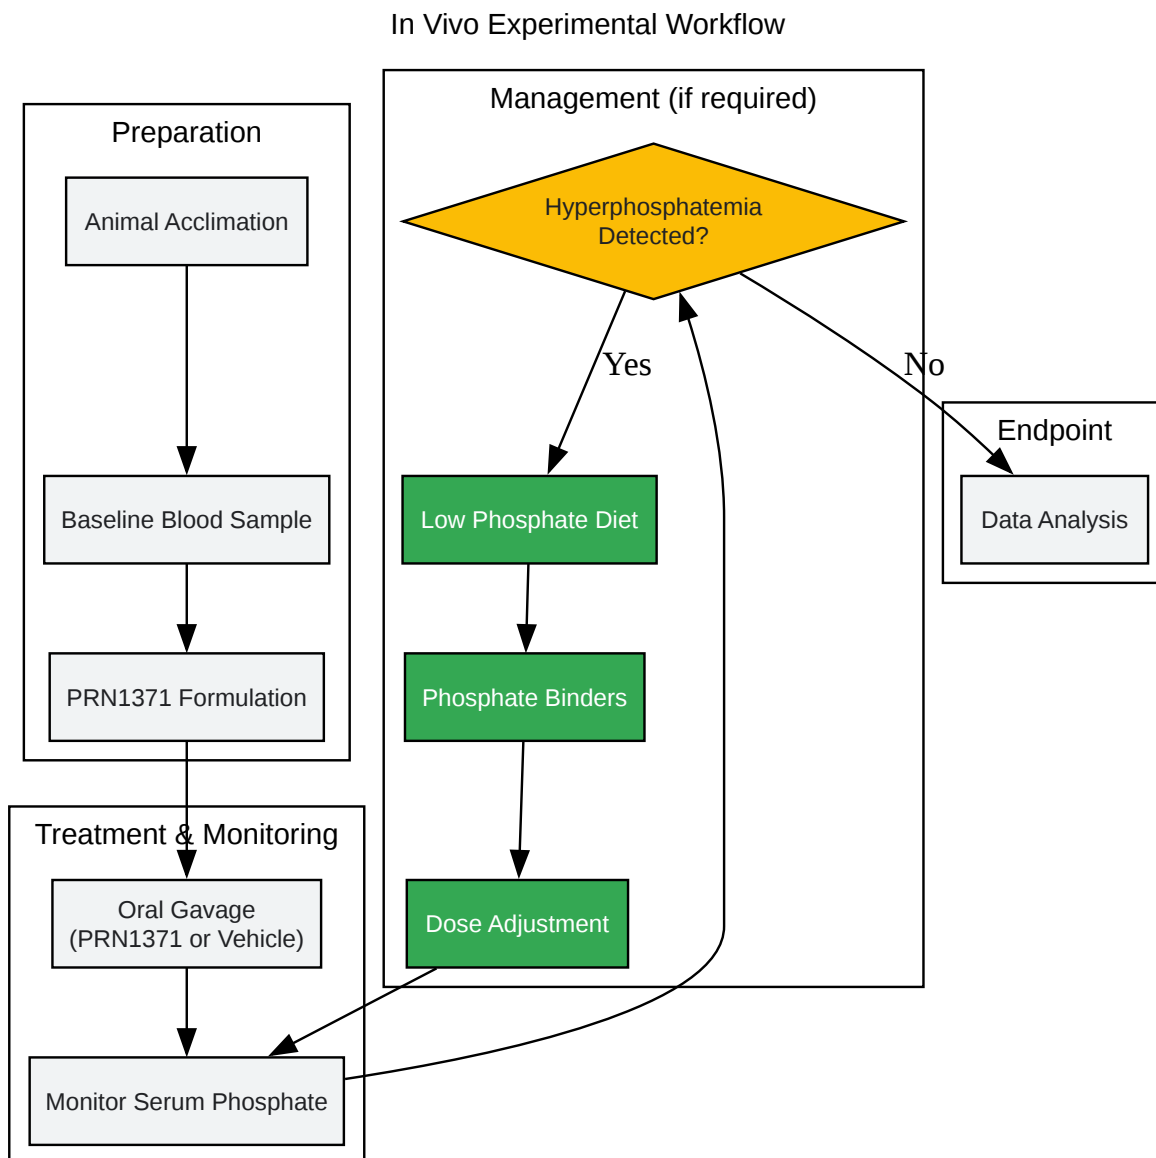 In Vivo Experimental Workflow
Preparation
Animal Acclimation
Baseline Blood Sample
PRN1371 Formulation
Treatment & Monitoring
Oral Gavage
(PRN1371 or Vehicle)
Monitor Serum Phosphate
Management (if required)
Hyperphosphatemia
Detected?
Yes
No
Low Phosphate Diet
Phosphate Binders
Dose Adjustment
Endpoint
Data Analysis